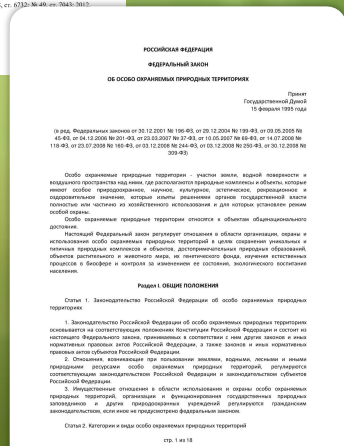 , ст. 6732; № 49, ст. 7043; 2012,
РОССИЙСКАЯ ФЕДЕРАЦИЯ
ФЕДЕРАЛЬНЫЙ ЗАКОН
ОБ ОСОБО ОХРАНЯЕМЫХ ПРИРОДНЫХ ТЕРРИТОРИЯХ
Принят
Государственной Думой
15 февраля 1995 года
(в ред. Федеральных законов от 30.12.2001 № 196-ФЗ, от 29.12.2004 № 199-ФЗ, от 09.05.2005 №
45-ФЗ, от 04.12.2006 № 201-ФЗ, от 23.03.2007 № 37-ФЗ, от 10.05.2007 № 69-ФЗ, от 14.07.2008 №
118-ФЗ, от 23.07.2008 № 160-ФЗ, от 03.12.2008 № 244-ФЗ, от 03.12.2008 № 250-ФЗ, от 30.12.2008 №
309-ФЗ)
Особо охраняемые природные территории - участки земли, водной поверхности и
воздушного пространства над ними, где располагаются природные комплексы и объекты, которые
имеют особое природоохранное, научное, культурное, эстетическое, рекреационное и
оздоровительное значение, которые изъяты решениями органов государственной власти
полностью или частично из хозяйственного использования и для которых установлен режим
особой охраны.
Особо охраняемые природные территории относятся к объектам общенационального
достояния.
Настоящий Федеральный закон регулирует отношения в области организации, охраны и
использования особо охраняемых природных территорий в целях сохранения уникальных и
типичных природных комплексов и объектов, достопримечательных природных образований,
объектов растительного и животного мира, их генетического фонда, изучения естественных
процессов в биосфере и контроля за изменением ее состояния, экологического воспитания
населения.
Раздел I. ОБЩИЕ ПОЛОЖЕНИЯ
Статья 1. Законодательство Российской Федерации об особо охраняемых природных
территориях
1. Законодательство Российской Федерации об особо охраняемых природных территориях
основывается на соответствующих положениях Конституции Российской Федерации и состоит из
настоящего Федерального закона, принимаемых в соответствии с ним других законов и иных
нормативных правовых актов Российской Федерации, а также законов и иных нормативных
правовых актов субъектов Российской Федерации.
2. Отношения, возникающие при пользовании землями, водными, лесными и иными
природными ресурсами особо охраняемых природных территорий, регулируются
соответствующим законодательством Российской Федерации и законодательством субъектов
Российской Федерации.
3. Имущественные отношения в области использования и охраны особо охраняемых
природных территорий, организации и функционирования государственных природных
заповедников и других природоохранных учреждений регулируются гражданским
законодательством, если иное не предусмотрено федеральным законом.
Статья 2. Категории и виды особо охраняемых природных территорий
стр. 1 из 18